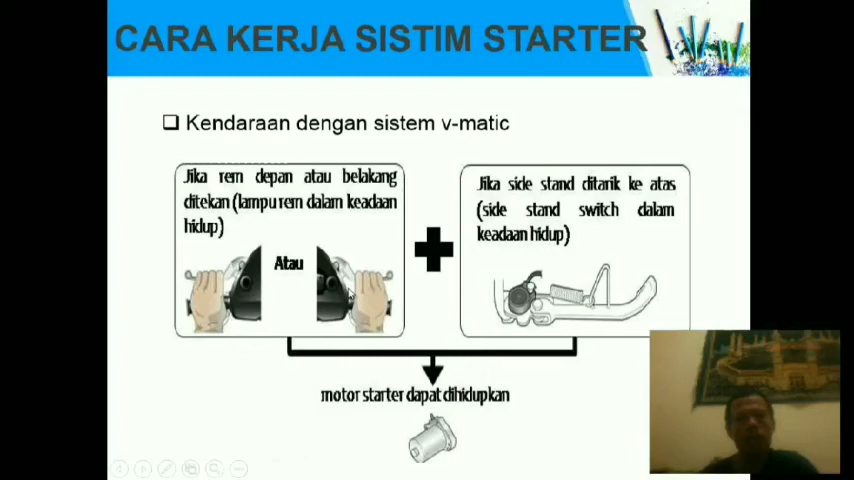 CARA KERJA SISTIM STARTER
Kendaraan dengan sistem v-matic
Jika rem depan atau belakang
ditekan (lampu rem dalam keadaan
hidup)
Atau
Jika side stand ditarik ke atas
(side stand switch dalam
keadaan hidup)
motor starter dapat dihidupkan